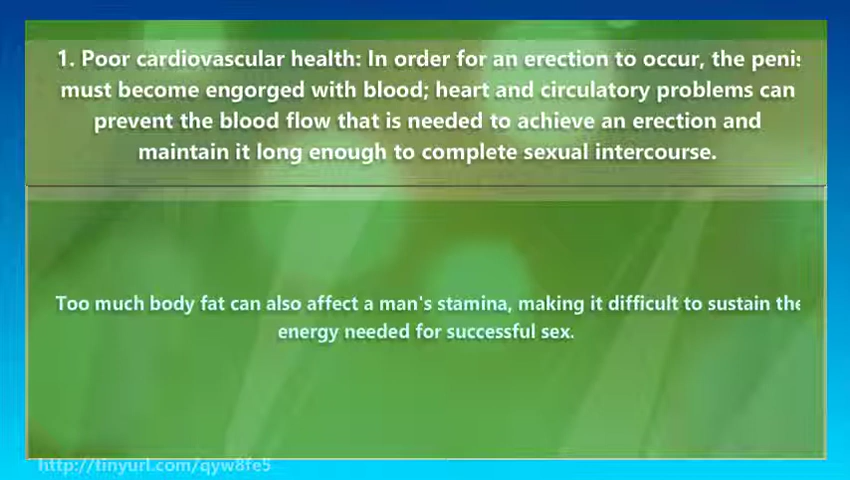 1. Poor cardiovascular health: In order for an erection to occur, the penis
must become engorged with blood; heart and circulatory problems can
prevent the blood flow that is needed to achieve an erection and
maintain it long enough to complete sexual intercourse.
Too much body fat can also affect a man's stamina, making it difficult to sustain the
energy needed for successful sex.
http://tinyurl.com/qyw8fe5